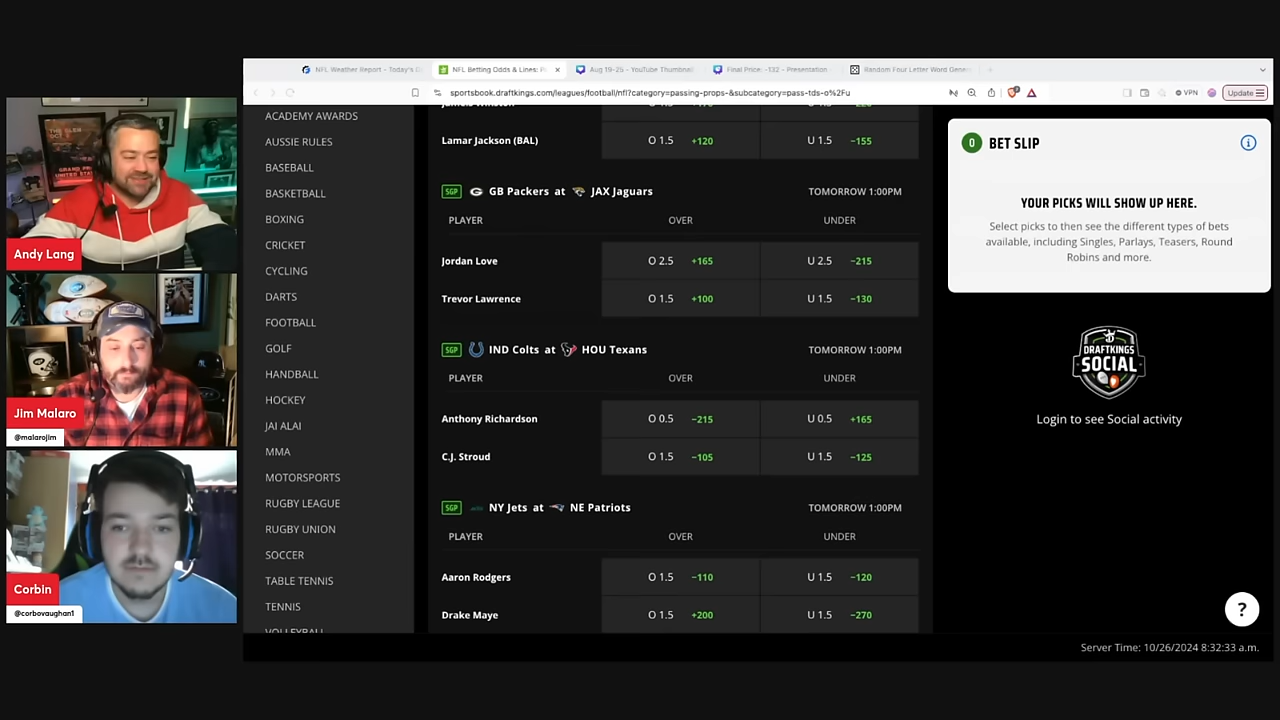 NFL Weather Report – Today's
NFL Betting Odds & Lines: P
Aug 19-25 – YouTube Thumbnail
Final Price: -132 – Presentation
Random Four Letter Word Gene
sportsbook.draftkings.com/leagues/football/nfl?category=passing-props-&subcategory=pass-tds-o%2Fu
VPN
Update
ACADEMY AWARDS
AUSSIE RULES
BASEBALL
BASKETBALL
BOXING
CRICKET
CYCLING
DARTS
FOOTBALL
GOLF
HANDBALL
HOCKEY
JAI ALAI
MMA
MOTORSPORTS
RUGBY LEAGUE
RUGBY UNION
SOCCER
TABLE TENNIS
TENNIS
VOLLEYBALL
Lamar Jackson (BAL) O 1.5 +120 U 1.5 −155
SGP GB Packers at JAX Jaguars TOMORROW 1:00PM
PLAYER OVER UNDER
Jordan Love O 2.5 +165 U 2.5 −215
Trevor Lawrence O 1.5 +100 U 1.5 −130
SGP IND Colts at HOU Texans TOMORROW 1:00PM
PLAYER OVER UNDER
Anthony Richardson O 0.5 −215 U 0.5 +165
C.J. Stroud O 1.5 −105 U 1.5 −125
SGP NY Jets at NE Patriots TOMORROW 1:00PM
PLAYER OVER UNDER
Aaron Rodgers O 1.5 −110 U 1.5 −120
Drake Maye O 1.5 +200 U 1.5 −270
0 BET SLIP
YOUR PICKS WILL SHOW UP HERE.
Select picks to then see the different types of bets
available, including Singles, Parlays, Teasers, Round
Robins and more.
DRAFTKINGS
SOCIAL
Login to see Social activity
?
Server Time: 10/26/2024 8:32:33 a.m.
Andy Lang
Jim Malaro
@malarojim
Corbin
@corbovaughan1